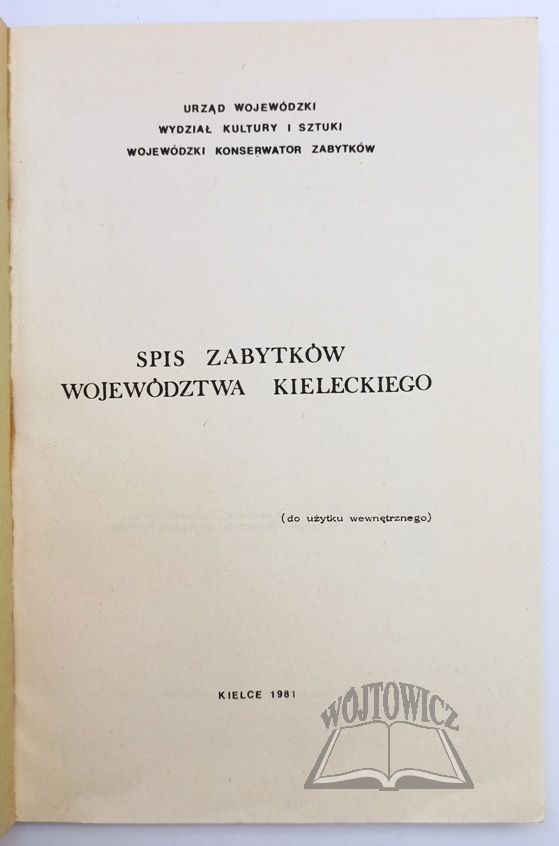 URZĄD WOJEWÓDZKI
WYDZIAŁ KULTURY I SZTUKI
WOJEWÓDZKI KONSERWATOR ZABYTKÓW
SPIS ZABYTKÓW
WOJEWÓDZTWA KIELECKIEGO
(do użytku wewnętrznego)
KIELCE 1981
WÓJTOWICZ